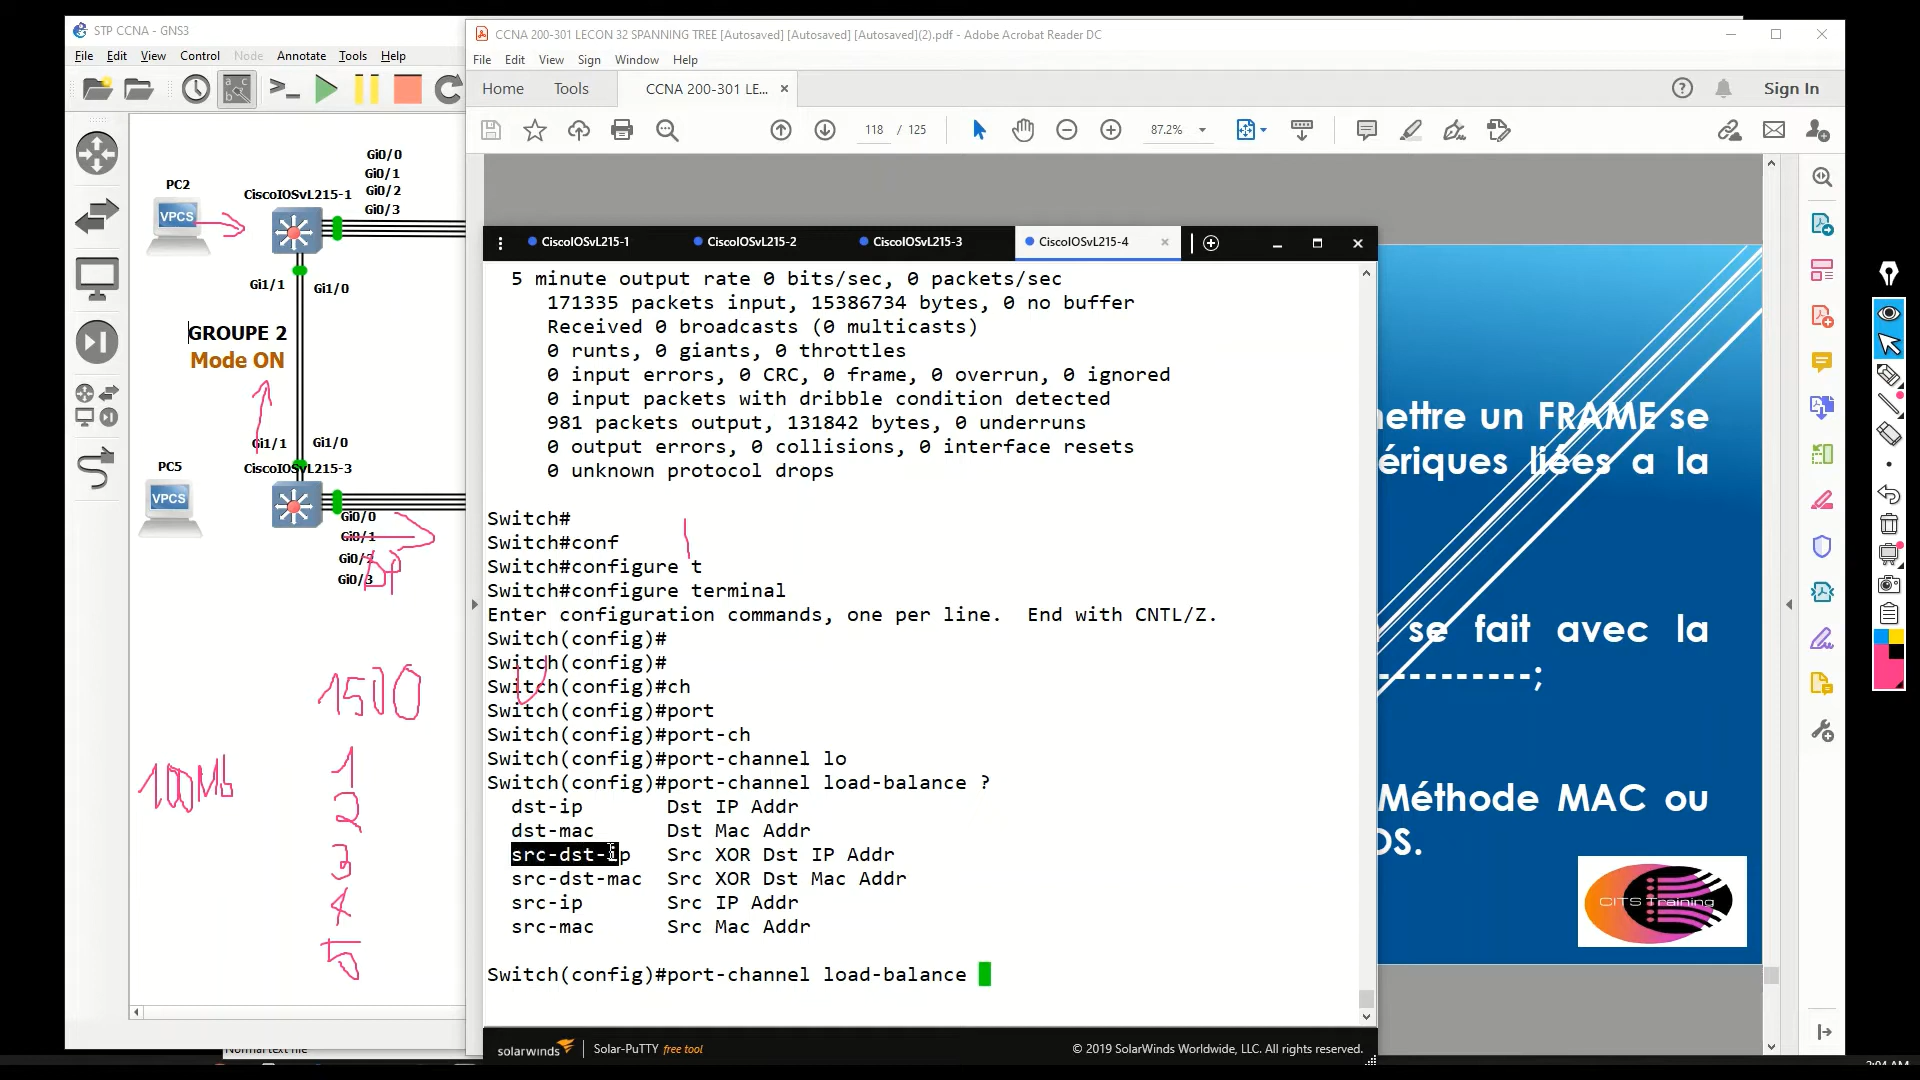 STP CCNA - GNS3
File Edit View Control Node Annotate Tools Help
PC2
VPCS
CiscoIOSvL215-1
Gi0/0
Gi0/1
Gi0/2
Gi0/3
Gi1/1 Gi1/0
GROUPE 2
Mode ON
Gi1/1 Gi1/0
PC5
VPCS
CiscoIOSvL215-3
Gi0/0
Gi0/1
Gi0/2
Gi0/3
DP
1500
100Mb
1
2
3
4
5
Normal text file
CCNA 200-301 LECON 32 SPANNING TREE [Autosaved] [Autosaved] [Autosaved](2).pdf - Adobe Acrobat Reader DC
File Edit View Sign Window Help
Home Tools CCNA 200-301 LE... × Sign In
118 / 125 87.2%
CiscoIOSvL215-1 CiscoIOSvL215-2 CiscoIOSvL215-3 CiscoIOSvL215-4
5 minute output rate 0 bits/sec, 0 packets/sec
171335 packets input, 15386734 bytes, 0 no buffer
Received 0 broadcasts (0 multicasts)
0 runts, 0 giants, 0 throttles
0 input errors, 0 CRC, 0 frame, 0 overrun, 0 ignored
0 input packets with dribble condition detected
981 packets output, 131842 bytes, 0 underruns
0 output errors, 0 collisions, 0 interface resets
0 unknown protocol drops
Switch#
Switch#conf
Switch#configure t
Switch#configure terminal
Enter configuration commands, one per line. End with CNTL/Z.
Switch(config)#
Switch(config)#
Switch(config)#ch
Switch(config)#port
Switch(config)#port-ch
Switch(config)#port-channel lo
Switch(config)#port-channel load-balance ?
dst-ip Dst IP Addr
dst-mac Dst Mac Addr
src-dst-ip Src XOR Dst IP Addr
src-dst-mac Src XOR Dst Mac Addr
src-ip Src IP Addr
src-mac Src Mac Addr
Switch(config)#port-channel load-balance
solarwinds Solar-PuTTY free tool © 2019 SolarWinds Worldwide, LLC. All rights reserved.
mettre un FRAME se
ériques liées a la
se fait avec la
----------;
Méthode MAC ou
OS.
CITS Training